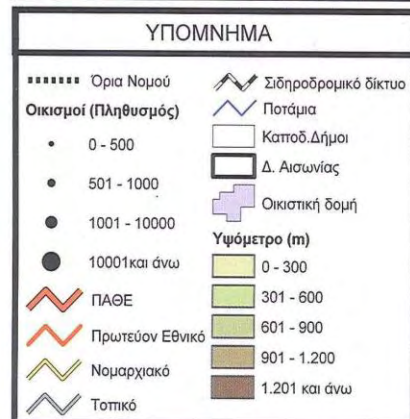 ΥΠΟΜΝΗΜΑ
Όρια Νομού
Οικισμοί (Πληθυσμός)
0 - 500
501 - 1000
1001 - 10000
10001και άνω
ΠΑΘΕ
Πρωτεύον Εθνικό
Νομαρχιακό
Τοπικό
Σιδηροδρομικό δίκτυο
Ποτάμια
Καποδ.Δήμοι
Δ. Αισωνίας
Οικιστική δομή
Υψόμετρο (m)
0 - 300
301 - 600
601 - 900
901 - 1.200
1.201 και άνω